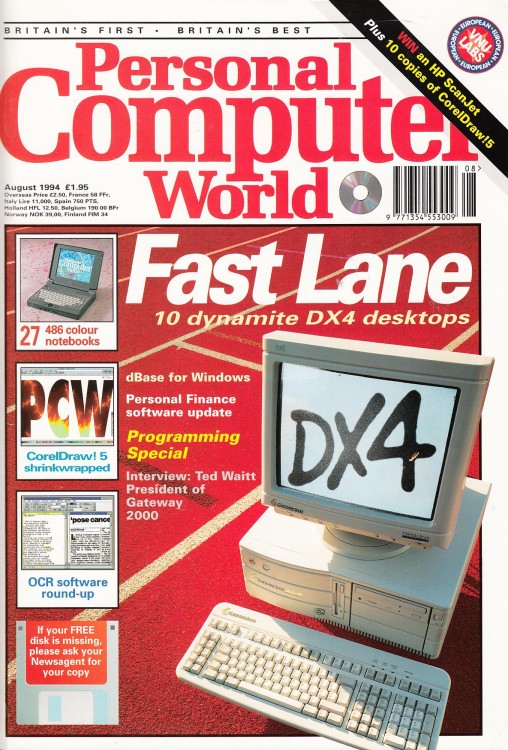 BRITAIN'S FIRST • BRITAIN'S BEST
Personal
Computer
World
WIN an HP ScanJet
Plus 10 copies of CorelDraw!5
EUROPEAN
VNU
LABS
EUROPEAN
August 1994 £1.95
Overseas Price £2.50, France 58 FFr,
Italy Lire 11,000, Spain 750 PTS,
Holland HFL 12.50, Belgium 190.00 BFr
Norway NOK 39,00, Finland FIM 34
08>
9 771354 553009
Fast Lane
10 dynamite DX4 desktops
27 486 colour
notebooks
PCW
CorelDraw! 5
shrinkwrapped
'pose cance
OCR software
round-up
If your FREE
disk is missing,
please ask your
Newsagent for
your copy
dBase for Windows
Personal Finance
software update
Programming
Special
Interview: Ted Waitt
President of
Gateway
2000
DX4